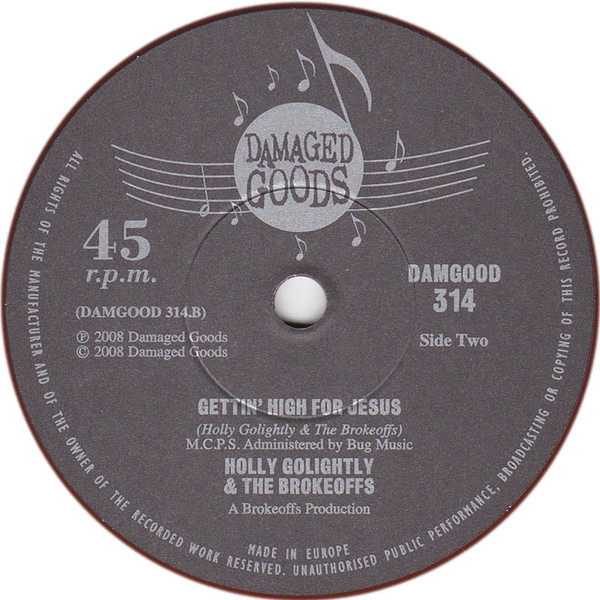 DAMAGED
GOODS
45
r.p.m.
DAMGOOD
314
(DAMGOOD 314.B)
Ⓟ 2008 Damaged Goods
© 2008 Damaged Goods
Side Two
GETTIN' HIGH FOR JESUS
(Holly Golightly & The Brokeoffs)
M.C.P.S. Administered by Bug Music
HOLLY GOLIGHTLY
& THE BROKEOFFS
A Brokeoffs Production
MADE IN EUROPE
ALL RIGHTS OF THE MANUFACTURER AND OF THE OWNER OF THE RECORDED WORK RESERVED. UNAUTHORISED PUBLIC PERFORMANCE, BROADCASTING OR COPYING OF THIS RECORD PROHIBITED.